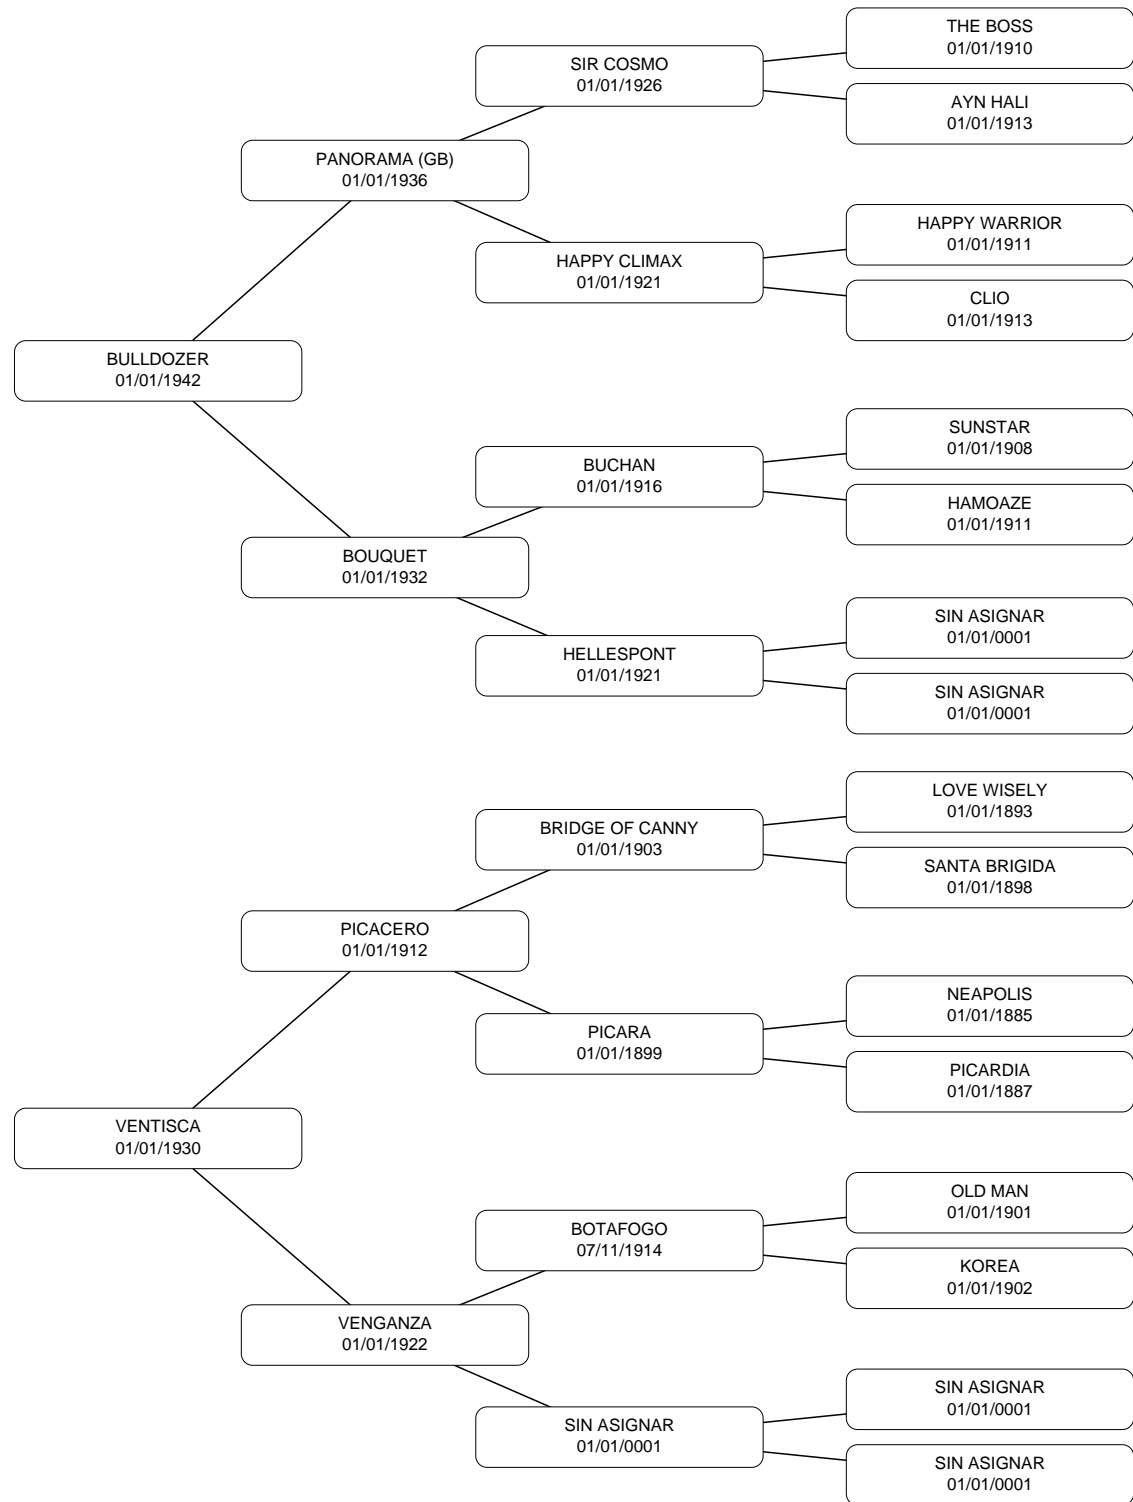 THE BOSS
01/01/1910
SIR COSMO
01/01/1926
AYN HALI
01/01/1913
PANORAMA (GB)
01/01/1936
HAPPY WARRIOR
01/01/1911
HAPPY CLIMAX
01/01/1921
CLIO
01/01/1913
BULLDOZER
01/01/1942
SUNSTAR
01/01/1908
BUCHAN
01/01/1916
HAMOAZE
01/01/1911
BOUQUET
01/01/1932
SIN ASIGNAR
01/01/0001
HELLESPONT
01/01/1921
SIN ASIGNAR
01/01/0001
LOVE WISELY
01/01/1893
BRIDGE OF CANNY
01/01/1903
SANTA BRIGIDA
01/01/1898
PICACERO
01/01/1912
NEAPOLIS
01/01/1885
PICARA
01/01/1899
PICARDIA
01/01/1887
VENTISCA
01/01/1930
OLD MAN
01/01/1901
BOTAFOGO
07/11/1914
KOREA
01/01/1902
VENGANZA
01/01/1922
SIN ASIGNAR
01/01/0001
SIN ASIGNAR
01/01/0001
SIN ASIGNAR
01/01/0001